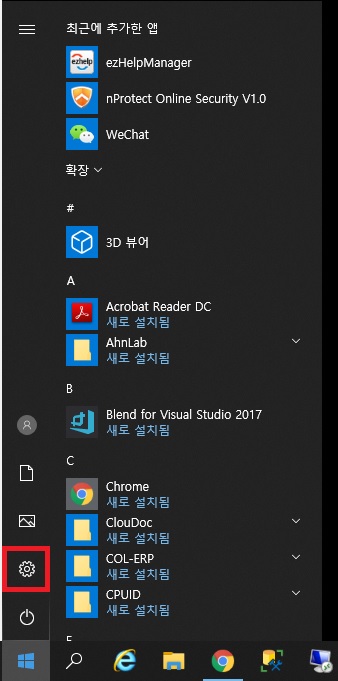 최근에 추가한 앱
ezHelpManager
nProtect Online Security V1.0
WeChat
확장
#
3D 뷰어
A
Acrobat Reader DC
새로 설치됨
AhnLab
새로 설치됨
B
Blend for Visual Studio 2017
새로 설치됨
C
Chrome
새로 설치됨
ClouDoc
새로 설치됨
COL-ERP
새로 설치됨
CPUID
새로 설치됨